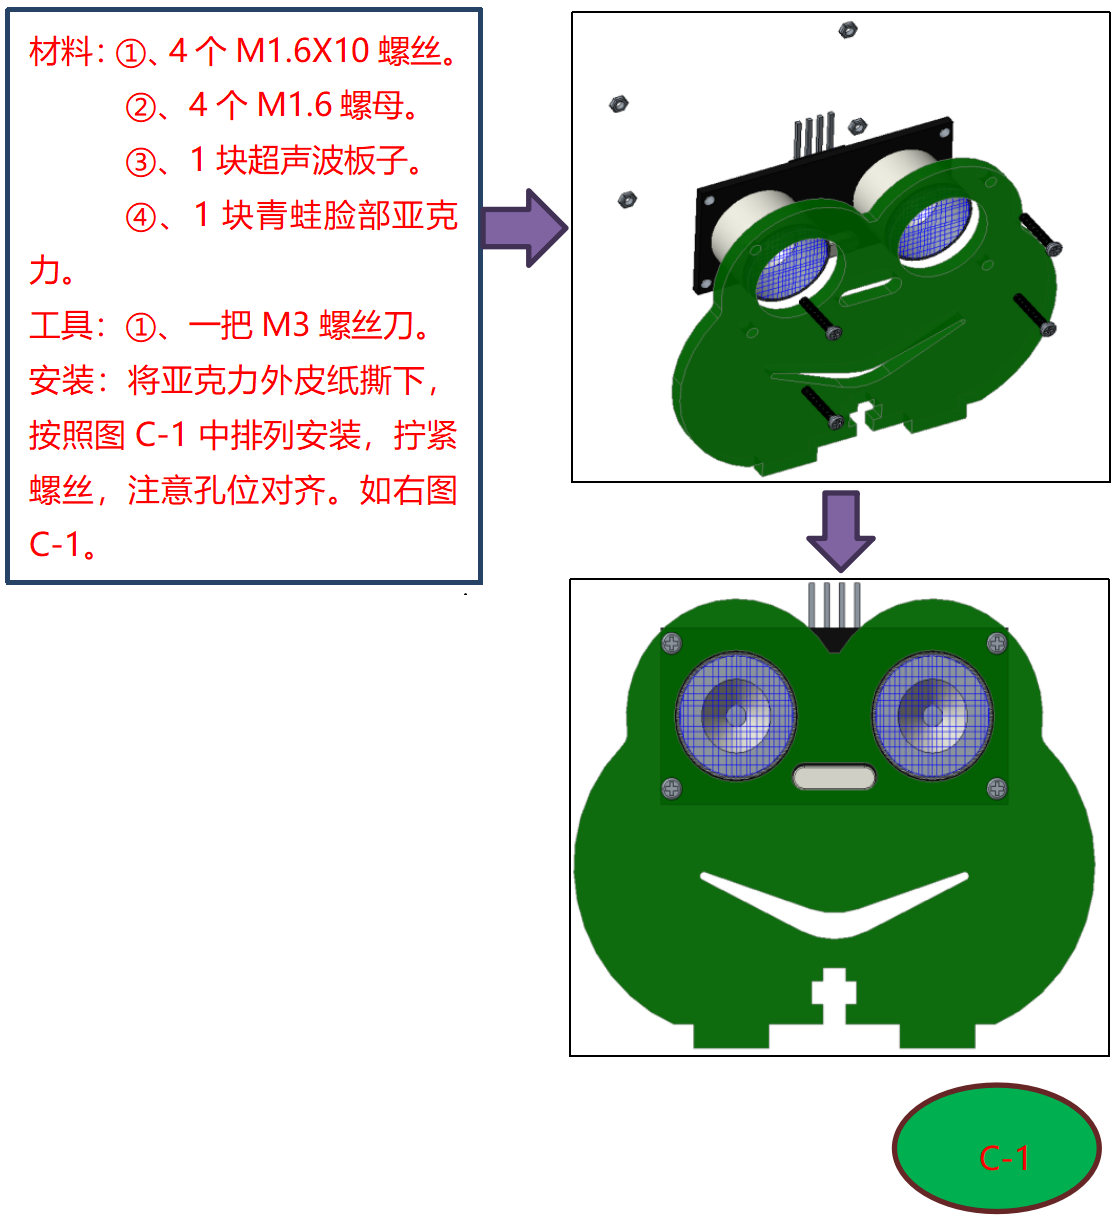 材料：①、4 个 M1.6X10 螺丝。
②、4 个 M1.6 螺母。
③、1 块超声波板子。
④、1 块青蛙脸部亚克
力。
工具：①、一把 M3 螺丝刀。
安装：将亚克力外皮纸撕下，
按照图 C-1 中排列安装，拧紧
螺丝，注意孔位对齐。如右图
C-1。
C-1